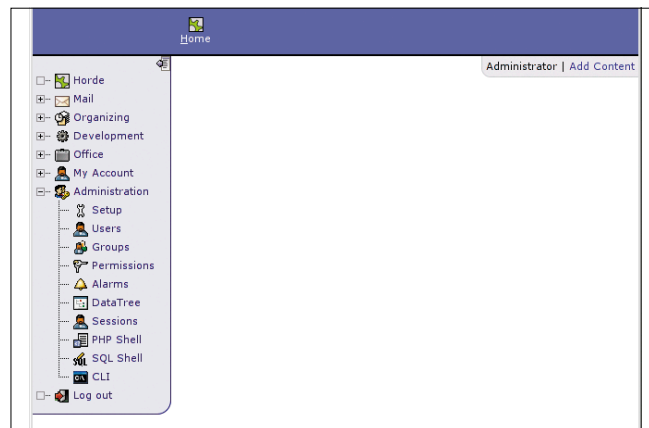 Home
Administrator | Add Content
Horde
Mail
Organizing
Development
Office
My Account
Administration
Setup
Users
Groups
Permissions
Alarms
DataTree
Sessions
PHP Shell
SQL Shell
CLI
Log out